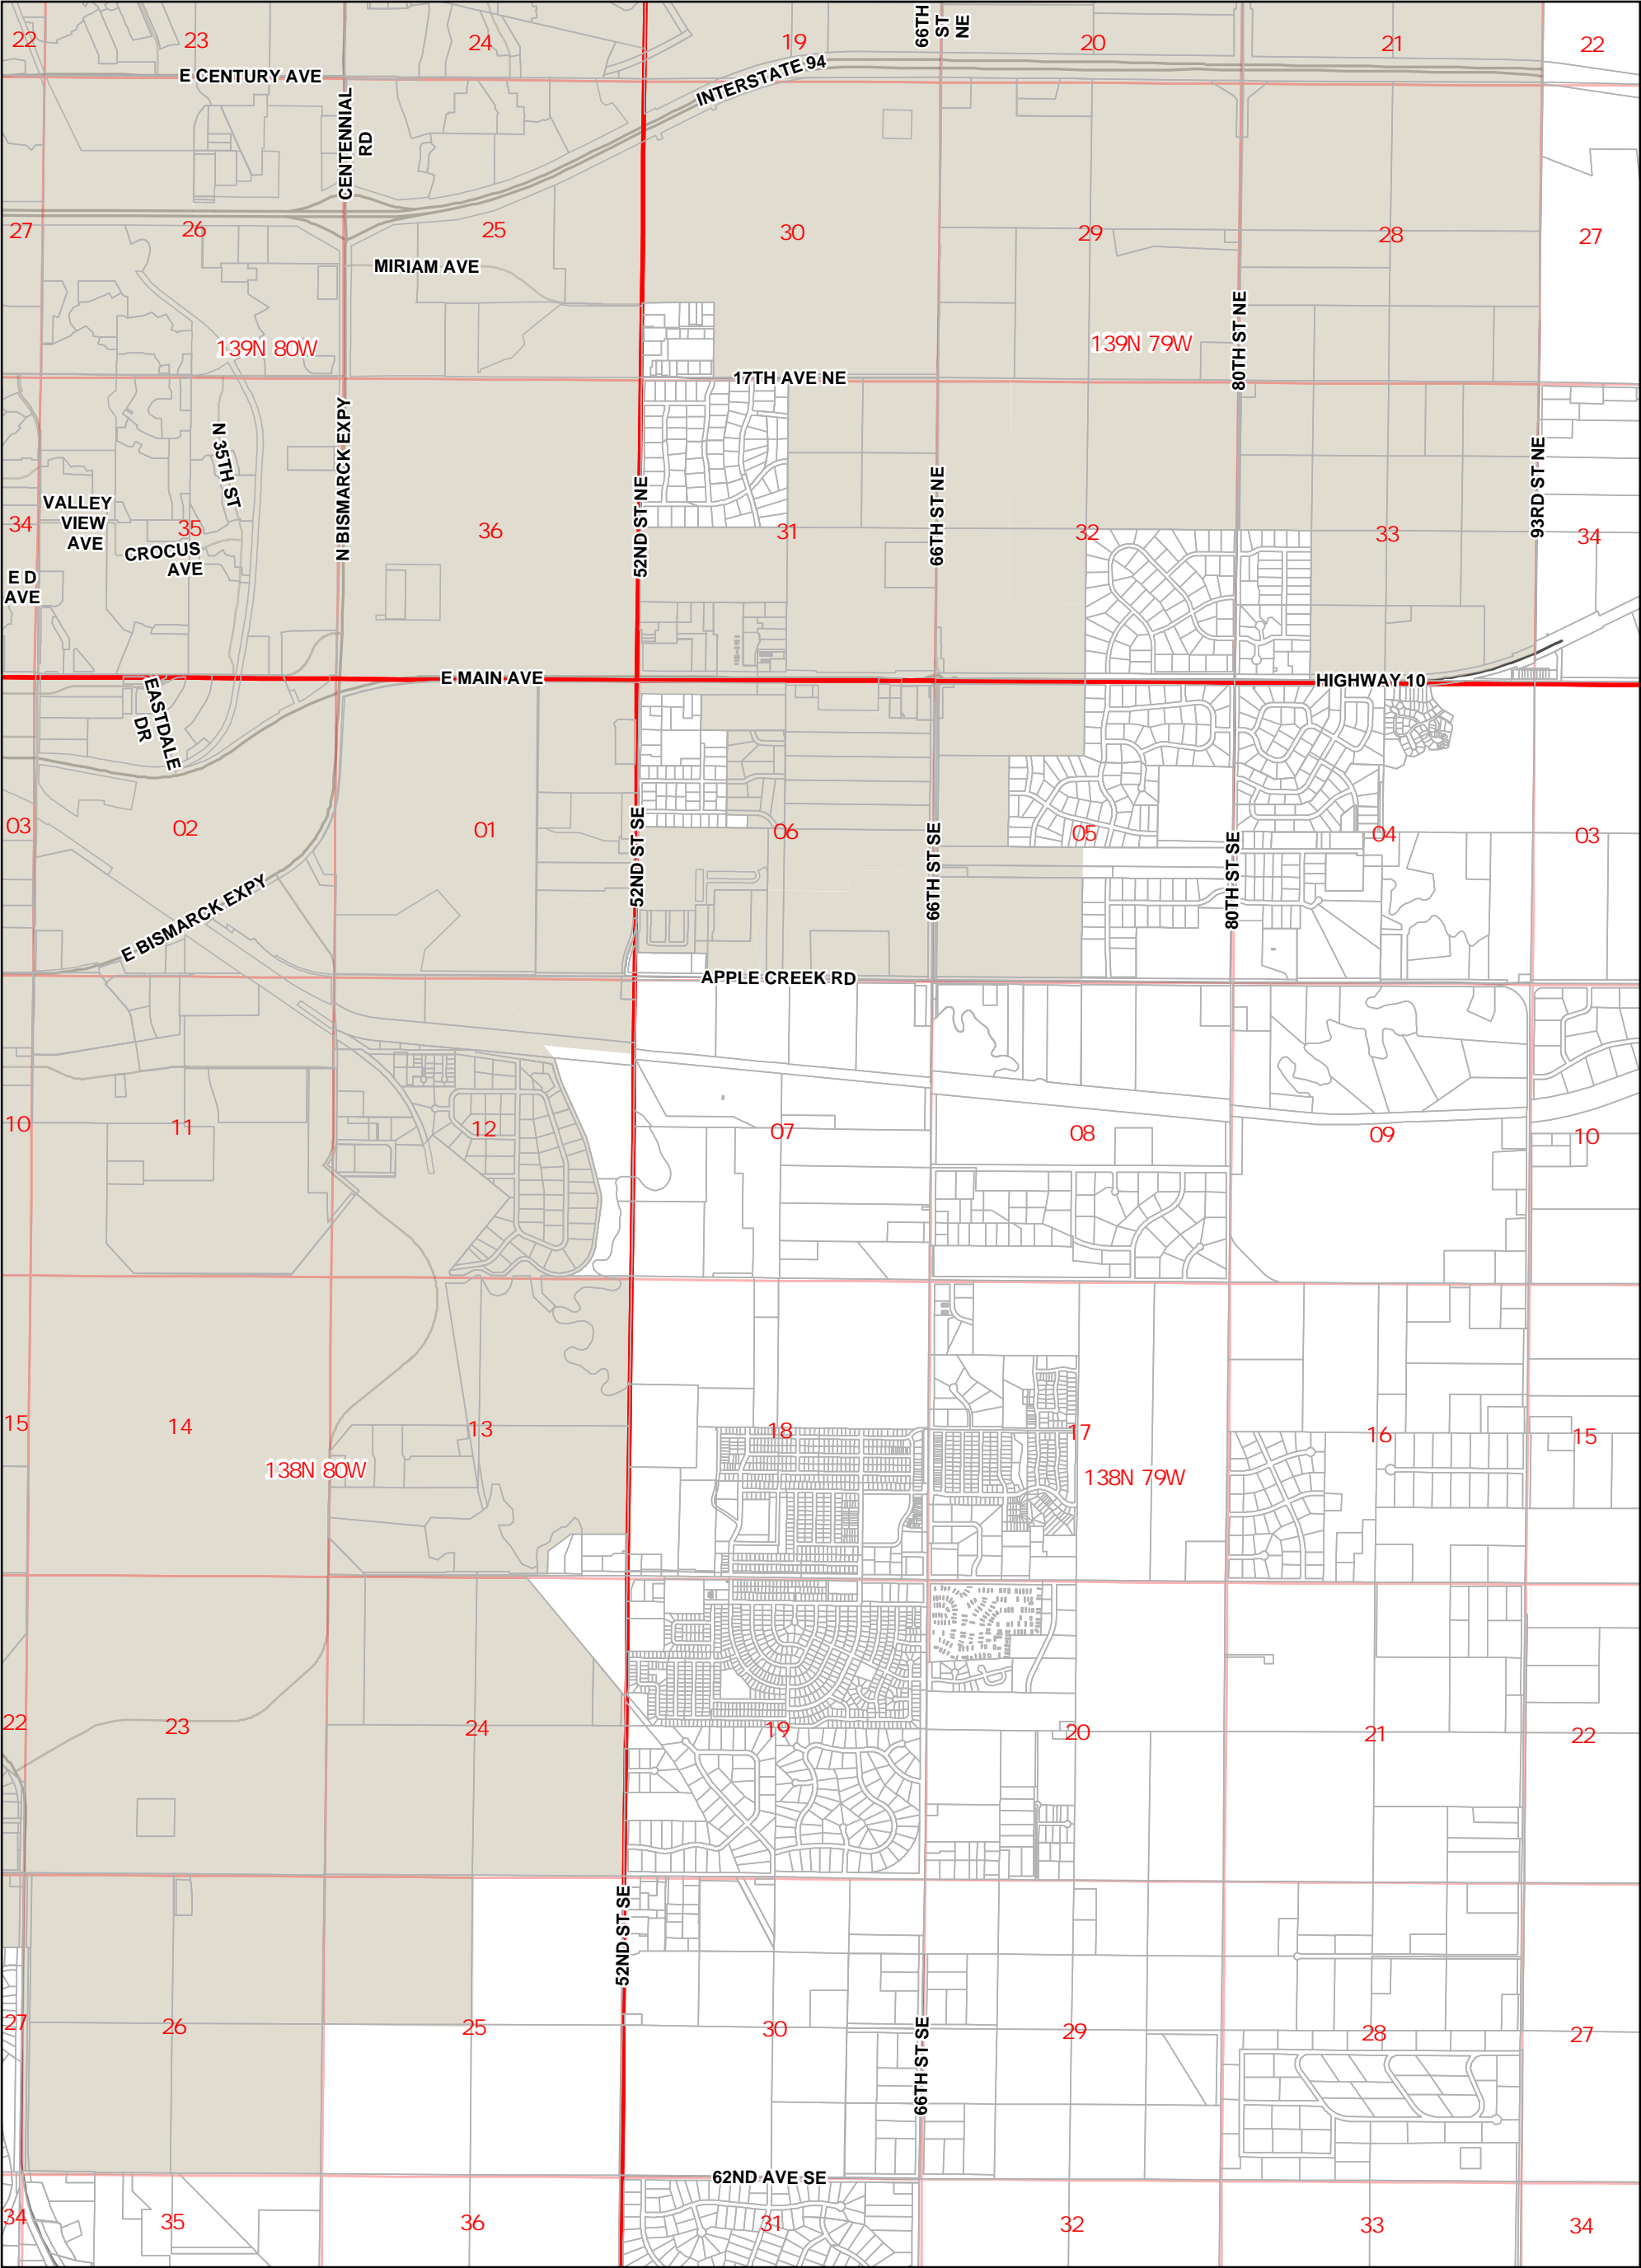 22
23
24
19
66TH
ST
NE
20
21
22
E CENTURY AVE
INTERSTATE 94
CENTENNIAL
RD
27
26
25
30
29
28
27
MIRIAM AVE
80TH ST NE
139N 80W
139N 79W
17TH AVE NE
N BISMARCK EXPY
N 35TH ST
52ND ST NE
66TH ST NE
93RD ST NE
VALLEY
VIEW
AVE
34
35
36
31
32
33
34
CROCUS
AVE
E D
AVE
E MAIN AVE
HIGHWAY 10
EASTDALE
DR
03
02
01
52ND ST SE
06
66TH ST SE
05
80TH ST SE
04
03
E BISMARCK EXPY
APPLE CREEK RD
10
11
12
07
08
09
10
15
14
13
18
17
16
15
138N 80W
138N 79W
22
23
24
19
20
21
22
52ND ST SE
27
26
25
30
29
28
27
66TH ST SE
62ND AVE SE
34
35
36
31
32
33
34